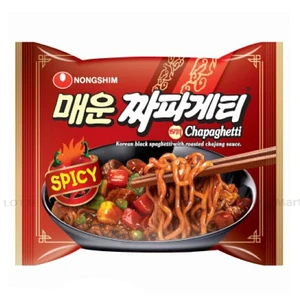 NONGSHIM
매운 짜파게티
Chapaghetti
Korean black spaghetti with roasted chajang sauce.
SPICY